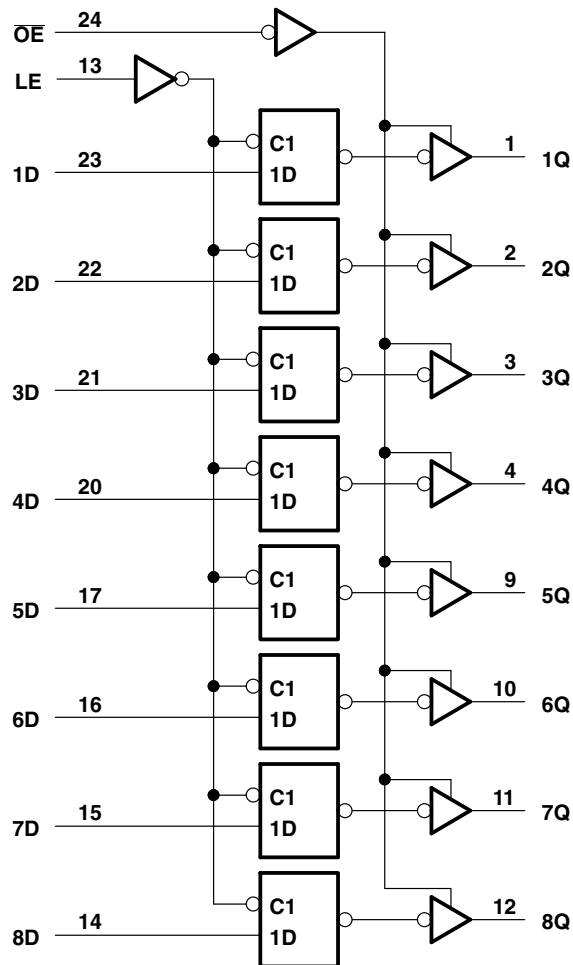 OE 24
LE 13
C1 1 1Q
1D 23 1D
C1 2 2Q
2D 22 1D
C1 3 3Q
3D 21 1D
C1 4 4Q
4D 20 1D
C1 9 5Q
5D 17 1D
C1 10 6Q
6D 16 1D
C1 11 7Q
7D 15 1D
C1 12 8Q
8D 14 1D